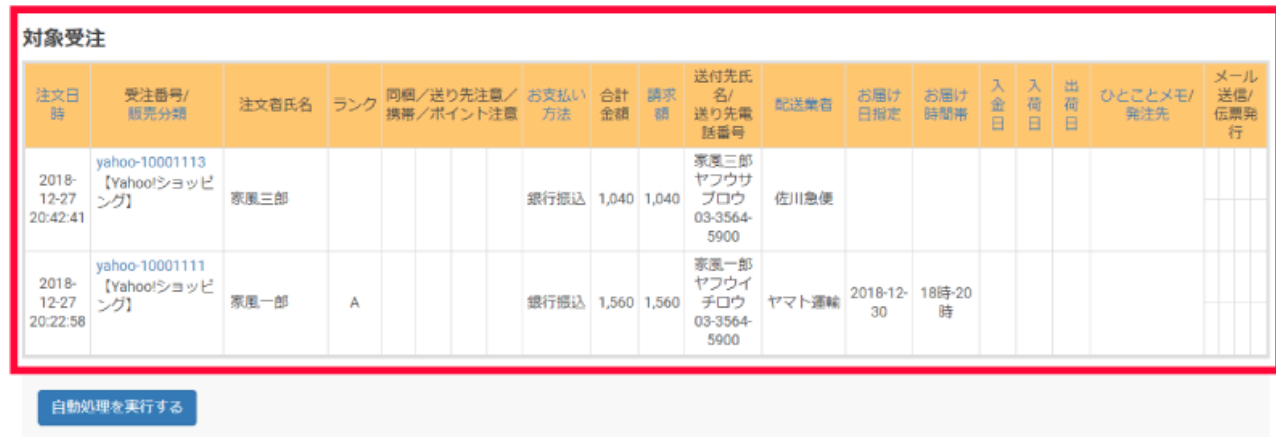 対象受注
注文日
時
受注番号/
販売分類
注文者氏名
ランク
同梱／送り先注意／
携帯／ポイント注意
お支払い
方法
合計
金額
請求
額
送付先氏
名/
送り先電
話番号
配送業者
お届け
日指定
お届け
時間帯
入
金
日
入
荷
日
出
荷
日
ひとことメモ/
発注先
メール
送信/
伝票発
行
2018-
12-27
20:42:41
yahoo-10001113
【Yahoo!ショッピ
ング】
家風三郎
銀行振込
1,040
1,040
家風三郎
ヤフウサ
ブロウ
03-3564-
5900
佐川急便
2018-
12-27
20:22:58
yahoo-10001111
【Yahoo!ショッピ
ング】
家風一郎
A
銀行振込
1,560
1,560
家風一郎
ヤフウイ
チロウ
03-3564-
5900
ヤマト運輸
2018-12-
30
18時-20
時
自動処理を実行する